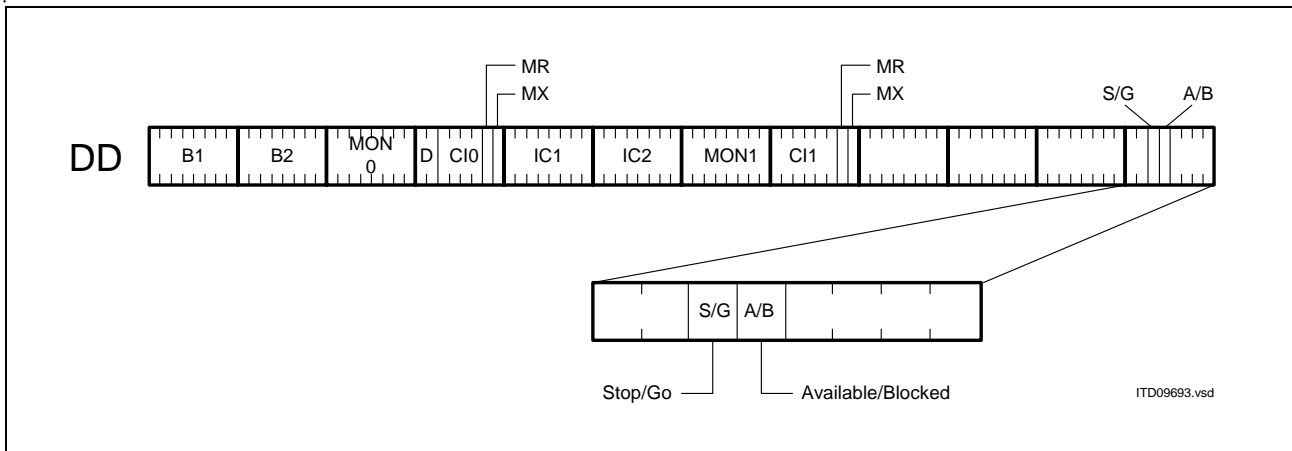 MR
MX
MR
MX
S/G A/B
DD
B1 B2 MON 0 D CI0 IC1 IC2 MON1 CI1
S/G A/B
Stop/Go Available/Blocked
ITD09693.vsd